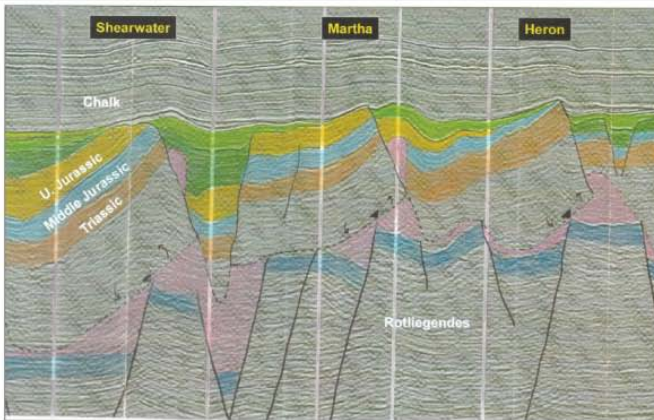 Shearwater
Martha
Heron
Chalk
U. Jurassic
Middle Jurassic
Triassic
Rotliegendes